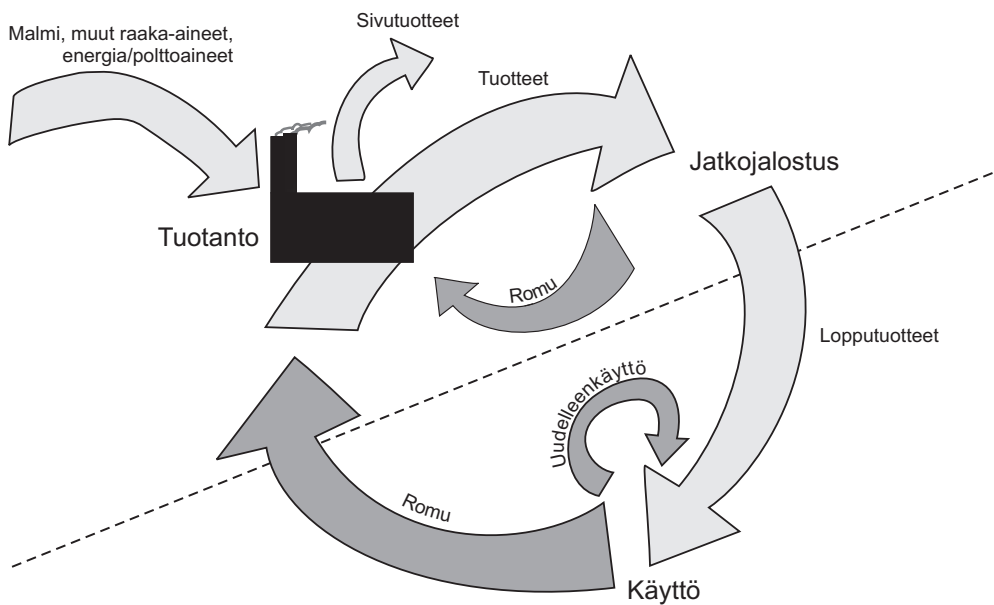 Malmi, muut raaka-aineet,
energia/polttoaineet
Sivutuotteet
Tuotteet
Jatkojalostus
Tuotanto
Romu
Lopputuotteet
Uudelleenkäyttö
Romu
Käyttö